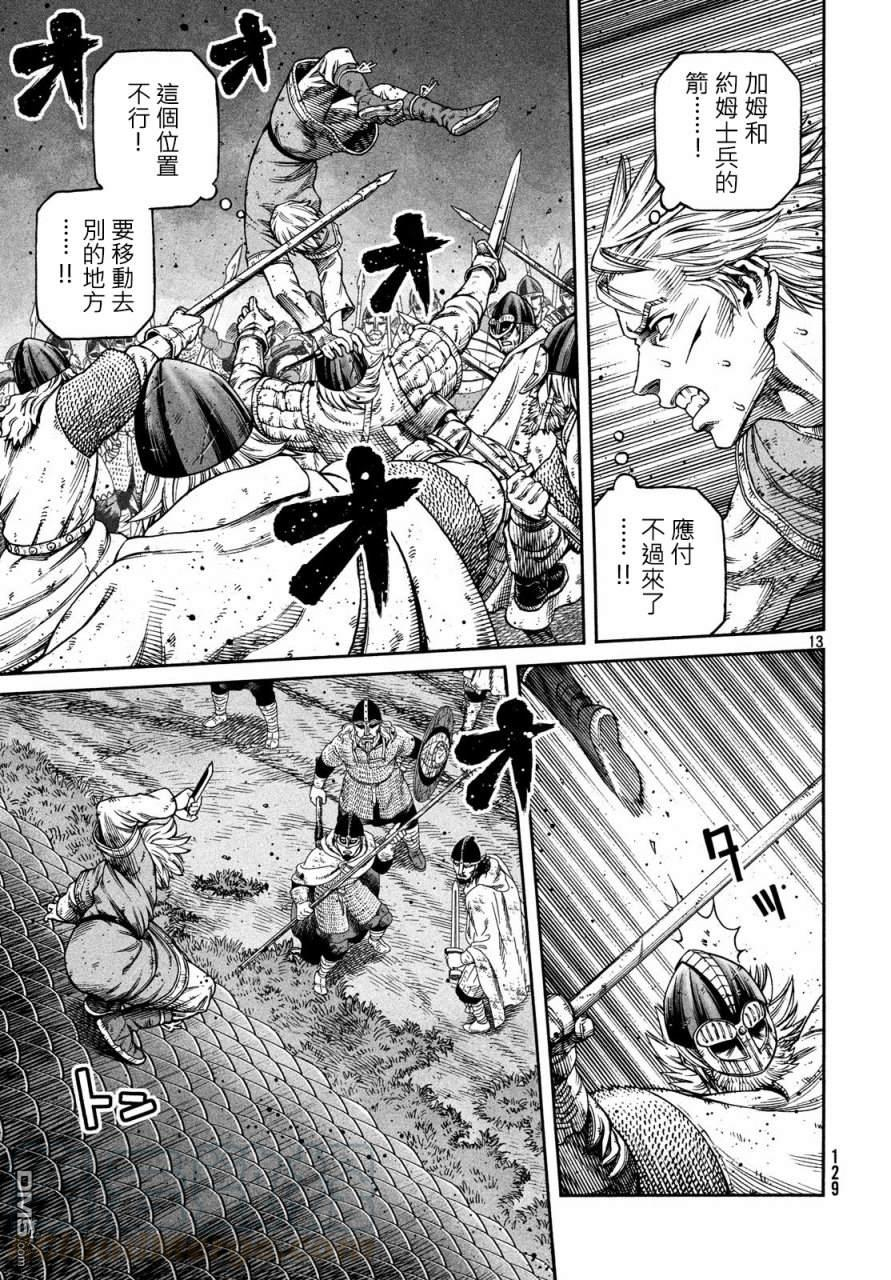 加姆和
約姆士兵的
箭……！
應付
不過來了
……!!
オ
オ
オ
オ
這個位置
不行！
要移動去
別的地方
……!!
13
タッ
オ
トン
129
DM5